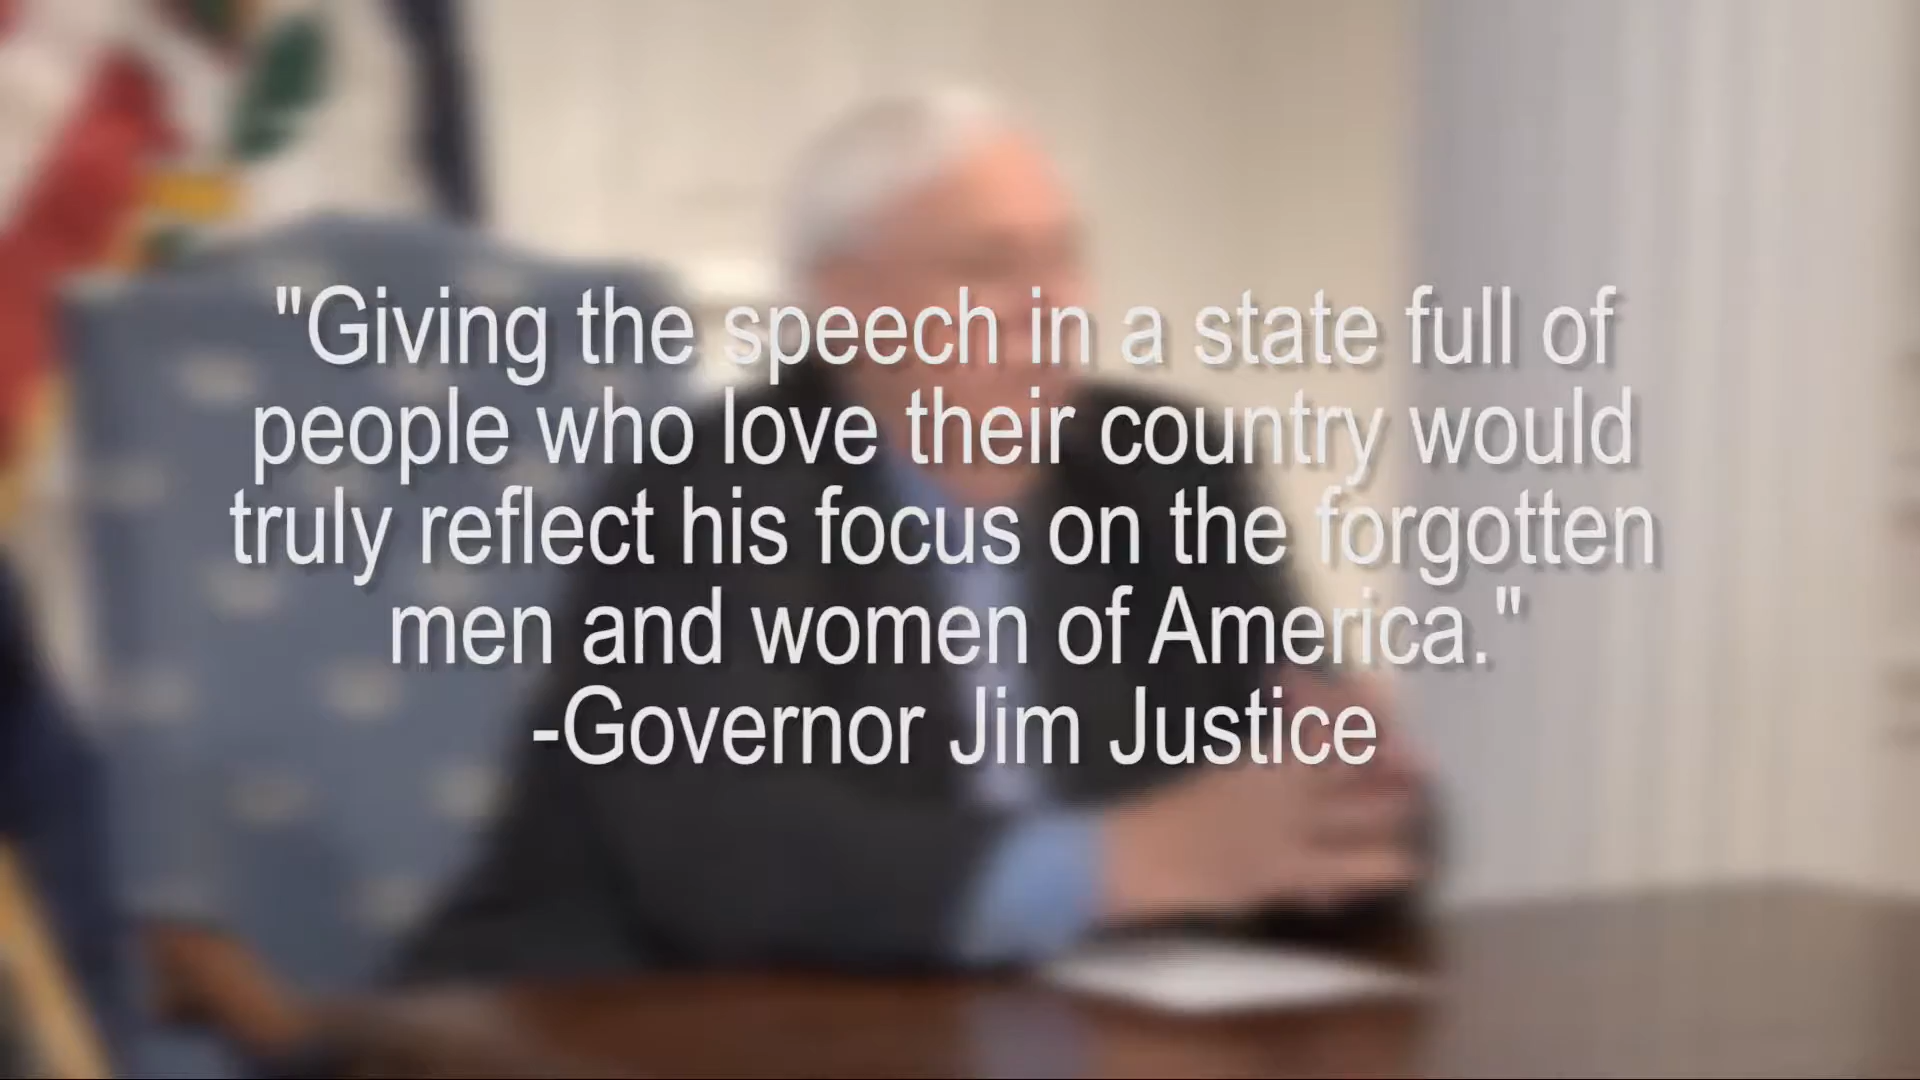 "Giving the speech in a state full of
people who love their country would
truly reflect his focus on the forgotten
men and women of America."
-Governor Jim Justice